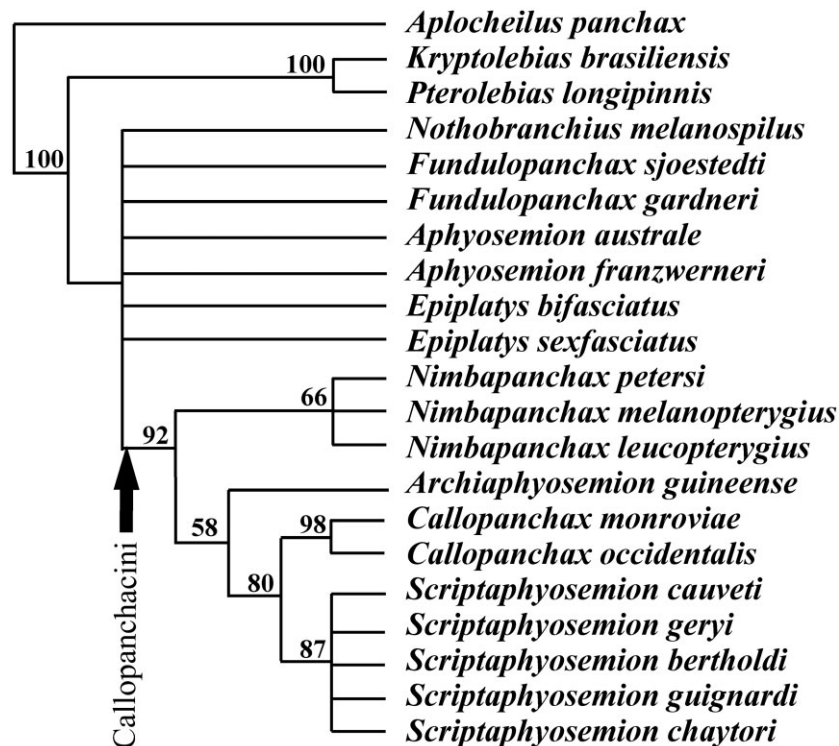 Aplocheilus panchax
100 Kryptolebias brasiliensis
Pterolebias longipinnis
Nothobranchius melanospilus
100 Fundulopanchax sjoestedti
Fundulopanchax gardneri
Aphyosemion australe
Aphyosemion franzwerneri
Epiplatys bifasciatus
Epiplatys sexfasciatus
Nimbapanchax petersi
66 Nimbapanchax melanopterygius
92 Nimbapanchax leucopterygius
Archiaphyosemion guineense
58 98 Callopanchax monroviae
Callopanchax occidentalis
80 Scriptaphyosemion cauveti
Scriptaphyosemion geryi
87 Scriptaphyosemion bertholdi
Scriptaphyosemion guignardi
Scriptaphyosemion chaytori
Callopanchacini